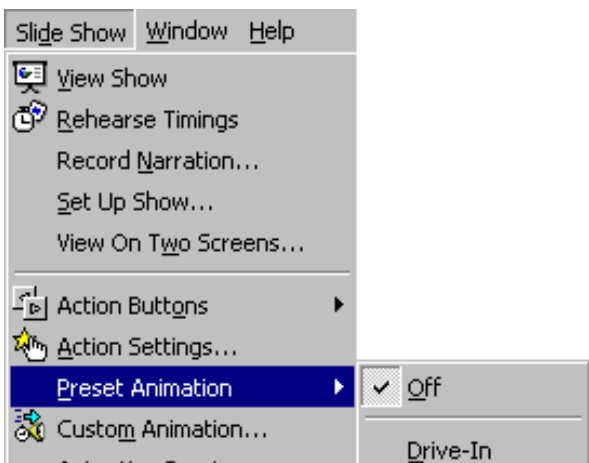 Slide Show Window Help
View Show
Rehearse Timings
Record Narration...
Set Up Show...
View On Two Screens...
Action Buttons
Action Settings...
Preset Animation
Off
Custom Animation...
Drive-In